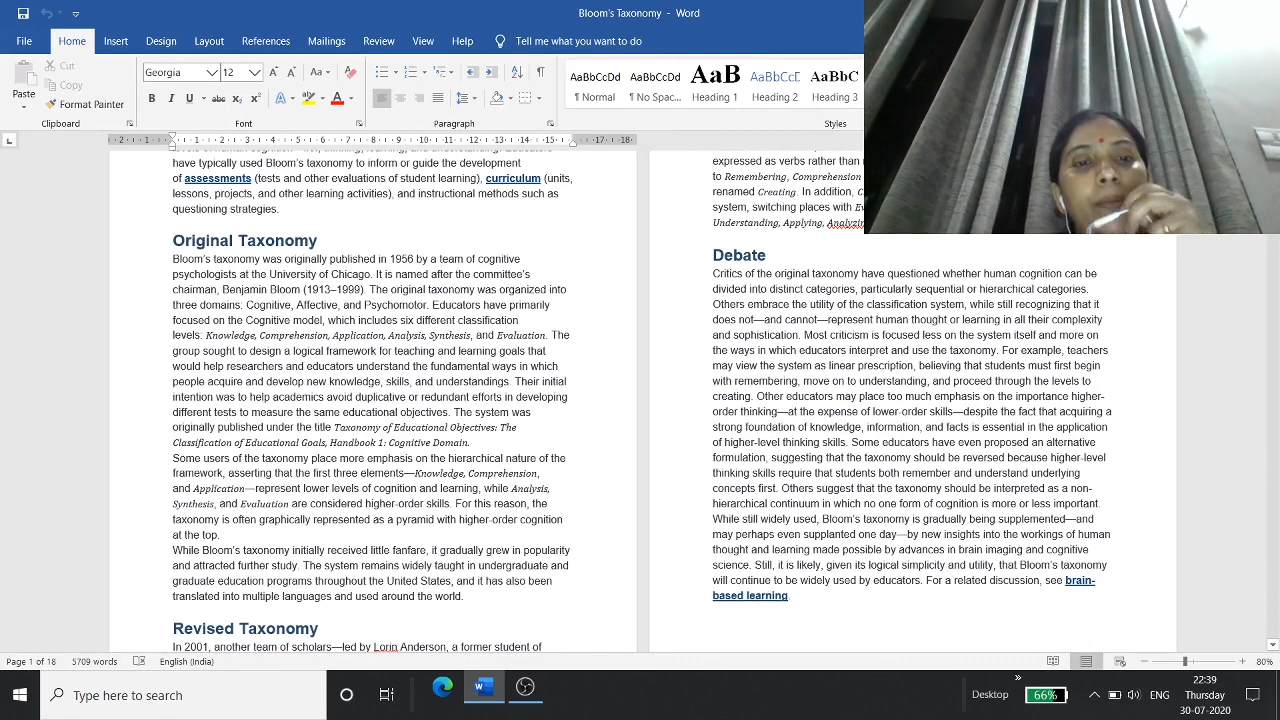 Bloom's Taxonomy - Word
File Home Insert Design Layout References Mailings Review View Help Tell me what you want to do
Paste
Cut
Copy
Format Painter
Clipboard
Georgia 12
Font
Paragraph
AaBbCcDd AaBbCcDd AaB AaBbCcD AaBbC
¶ Normal ¶ No Spac... Heading 1 Heading 2 Heading 3
Styles
have typically used Bloom's taxonomy to inform or guide the development
of assessments (tests and other evaluations of student learning), curriculum (units,
lessons, projects, and other learning activities), and instructional methods such as
questioning strategies.
Original Taxonomy
Bloom's taxonomy was originally published in 1956 by a team of cognitive
psychologists at the University of Chicago. It is named after the committee's
chairman, Benjamin Bloom (1913–1999). The original taxonomy was organized into
three domains: Cognitive, Affective, and Psychomotor. Educators have primarily
focused on the Cognitive model, which includes six different classification
levels: Knowledge, Comprehension, Application, Analysis, Synthesis, and Evaluation. The
group sought to design a logical framework for teaching and learning goals that
would help researchers and educators understand the fundamental ways in which
people acquire and develop new knowledge, skills, and understandings. Their initial
intention was to help academics avoid duplicative or redundant efforts in developing
different tests to measure the same educational objectives. The system was
originally published under the title Taxonomy of Educational Objectives: The
Classification of Educational Goals, Handbook 1: Cognitive Domain.
Some users of the taxonomy place more emphasis on the hierarchical nature of the
framework, asserting that the first three elements—Knowledge, Comprehension,
and Application—represent lower levels of cognition and learning, while Analysis,
Synthesis, and Evaluation are considered higher-order skills. For this reason, the
taxonomy is often graphically represented as a pyramid with higher-order cognition
at the top.
While Bloom's taxonomy initially received little fanfare, it gradually grew in popularity
and attracted further study. The system remains widely taught in undergraduate and
graduate education programs throughout the United States, and it has also been
translated into multiple languages and used around the world.
Revised Taxonomy
In 2001, another team of scholars—led by Lorin Anderson, a former student of
expressed as verbs rather than
to Remembering, Comprehension
renamed Creating. In addition,
system, switching places with
Understanding, Applying,
Debate
Critics of the original taxonomy have questioned whether human cognition can be
divided into distinct categories, particularly sequential or hierarchical categories.
Others embrace the utility of the classification system, while still recognizing that it
does not—and cannot—represent human thought or learning in all their complexity
and sophistication. Most criticism is focused less on the system itself and more on
the ways in which educators interpret and use the taxonomy. For example, teachers
may view the system as linear prescription, believing that students must first begin
with remembering, move on to understanding, and proceed through the levels to
creating. Other educators may place too much emphasis on the importance higher-
order thinking—at the expense of lower-order skills—despite the fact that acquiring a
strong foundation of knowledge, information, and facts is essential in the application
of higher-level thinking skills. Some educators have even proposed an alternative
formulation, suggesting that the taxonomy should be reversed because higher-level
thinking skills require that students both remember and understand underlying
concepts first. Others suggest that the taxonomy should be interpreted as a non-
hierarchical continuum in which no one form of cognition is more or less important.
While still widely used, Bloom's taxonomy is gradually being supplemented—and
may perhaps even supplanted one day—by new insights into the workings of human
thought and learning made possible by advances in brain imaging and cognitive
science. Still, it is likely, given its logical simplicity and utility, that Bloom's taxonomy
will continue to be widely used by educators. For a related discussion, see brain-
based learning.
Page 1 of 18 5709 words English (India) 80%
Type here to search
Desktop 66% ENG
22:39
Thursday
30-07-2020